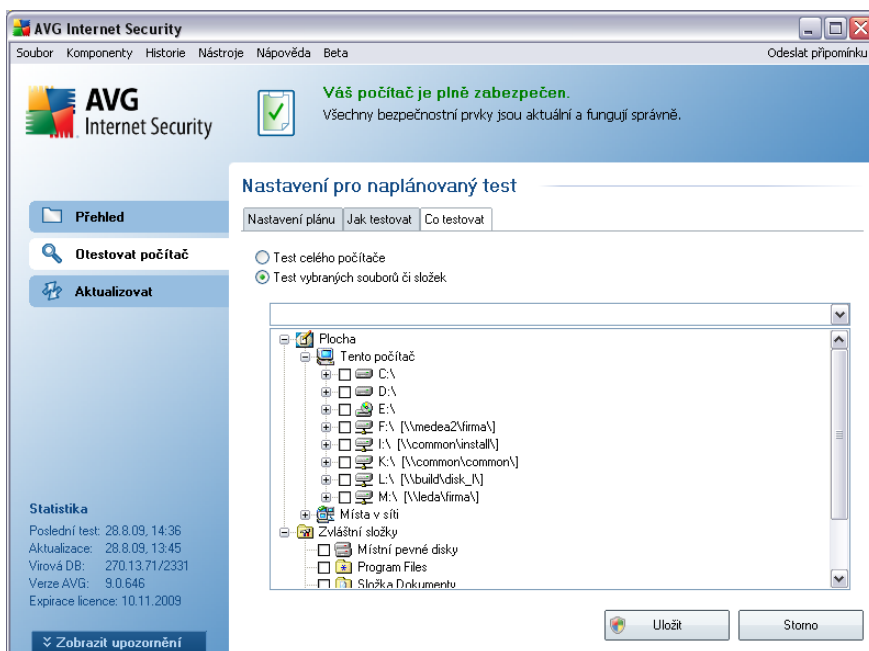 AVG Internet Security
Soubor Komponenty Historie Nástroje Nápověda Beta Odeslat připomínku
AVG
Internet Security
Váš počítač je plně zabezpečen.
Všechny bezpečnostní prvky jsou aktuální a fungují správně.
Nastavení pro naplánovaný test
Přehled
Otestovat počítač
Aktualizovat
Nastavení plánu Jak testovat Co testovat
Test celého počítače
Test vybraných souborů či složek
Plocha
Tento počítač
C:\
D:\
E:\
F:\ [\\medea2\firma\]
I:\ [\\common\install\]
K:\ [\\common\common\]
L:\ [\\build\disk_l\]
M:\ [\\leda\firma\]
Místa v síti
Zvláštní složky
Místní pevné disky
Program Files
Složka Dokumenty
Statistika
Poslední test: 28.8.09, 14:36
Aktualizace: 28.8.09, 13:45
Virová DB: 270.13.71/2331
Verze AVG: 9.0.646
Expirace licence: 10.11.2009
Zobrazit upozornění
Uložit Storno